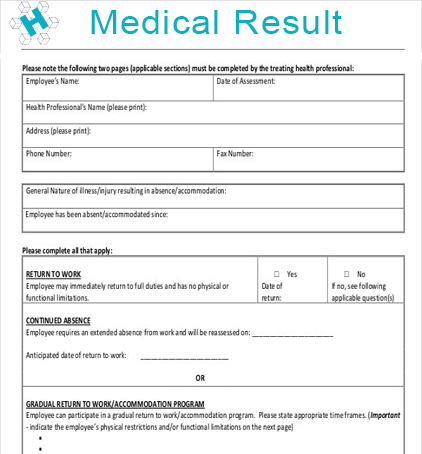 H
Medical Result
Please note the following two pages (applicable sections) must be completed by the treating health professional:
Employee's Name: Date of Assessment:
Health Professional's Name (please print):
Address (please print):
Phone Number: Fax Number:
General Nature of illness/injury resulting in absence/accommodation:
Employee has been absent/accommodated since:
Please complete all that apply:
RETURN TO WORK ☐ Yes ☐ No
Employee may immediately return to full duties and has no physical or Date of If no, see following
functional limitations. return: applicable question(s)
CONTINUED ABSENCE
Employee requires an extended absence from work and will be reassessed on: ______________________
Anticipated date of return to work: ________________________
OR
GRADUAL RETURN TO WORK/ACCOMMODATION PROGRAM
Employee can participate in a gradual return to work/accommodation program. Please state appropriate time frames. (Important
- indicate the employee's physical restrictions and/or functional limitations on the next page)
•
•